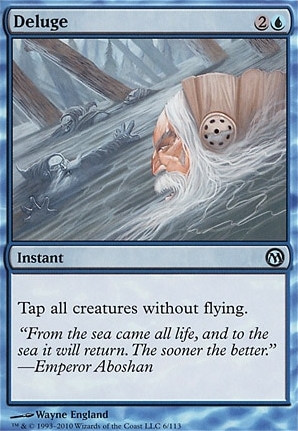 Deluge 2
Instant
Tap all creatures without flying.
"From the sea came all life, and to the
sea it will return. The sooner the better."
—Emperor Aboshan
Wayne England
™ & © 1993–2010 Wizards of the Coast LLC 6/113